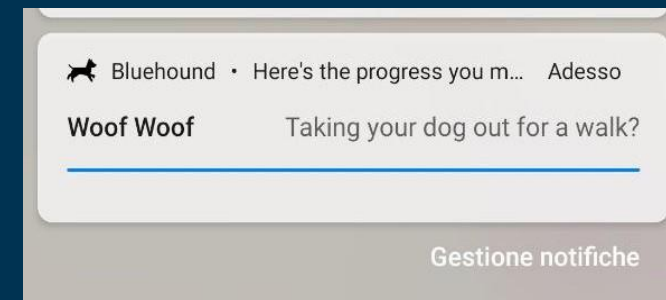 Bluehound • Here's the progress you m... Adesso
Woof Woof Taking your dog out for a walk?
Gestione notifiche